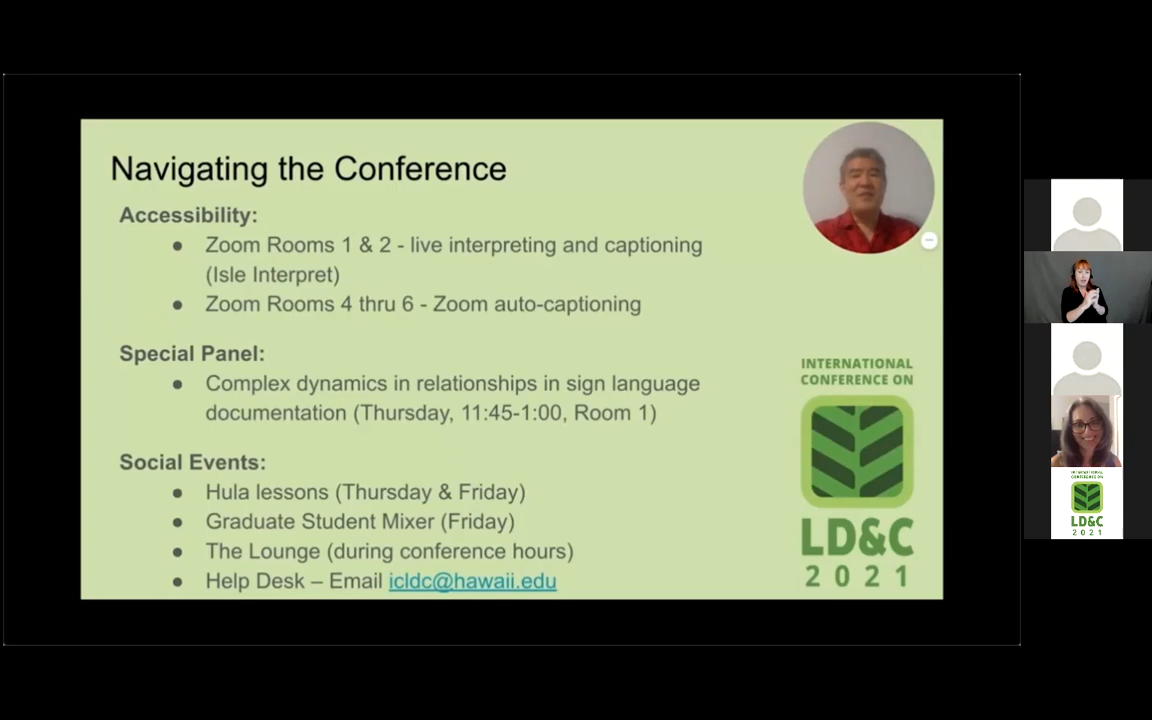 Navigating the Conference
Accessibility:
● Zoom Rooms 1 & 2 - live interpreting and captioning
(Isle Interpret)
● Zoom Rooms 4 thru 6 - Zoom auto-captioning
Special Panel:
● Complex dynamics in relationships in sign language
documentation (Thursday, 11:45-1:00, Room 1)
Social Events:
● Hula lessons (Thursday & Friday)
● Graduate Student Mixer (Friday)
● The Lounge (during conference hours)
● Help Desk – Email icldc@hawaii.edu
INTERNATIONAL
CONFERENCE ON
LD&C
2021
INTERNATIONAL
CONFERENCE ON
LD&C
2021